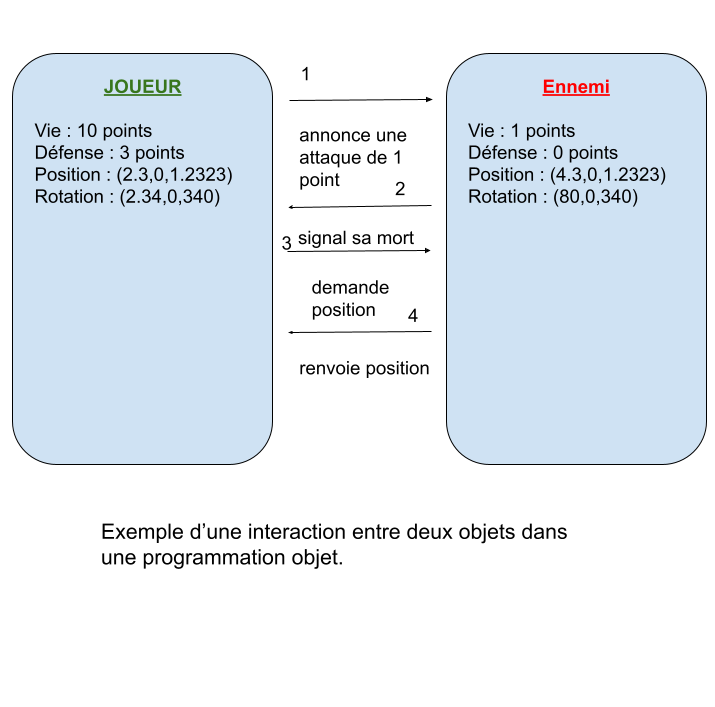 JOUEUR
Vie : 10 points
Défense : 3 points
Position : (2.3,0,1.2323)
Rotation : (2.34,0,340)
1
annonce une
attaque de 1
point
2
3
signal sa mort
demande
position
4
renvoie position
Ennemi
Vie : 1 points
Défense : 0 points
Position : (4.3,0,1.2323)
Rotation : (80,0,340)
Exemple d’une interaction entre deux objets dans
une programmation objet.